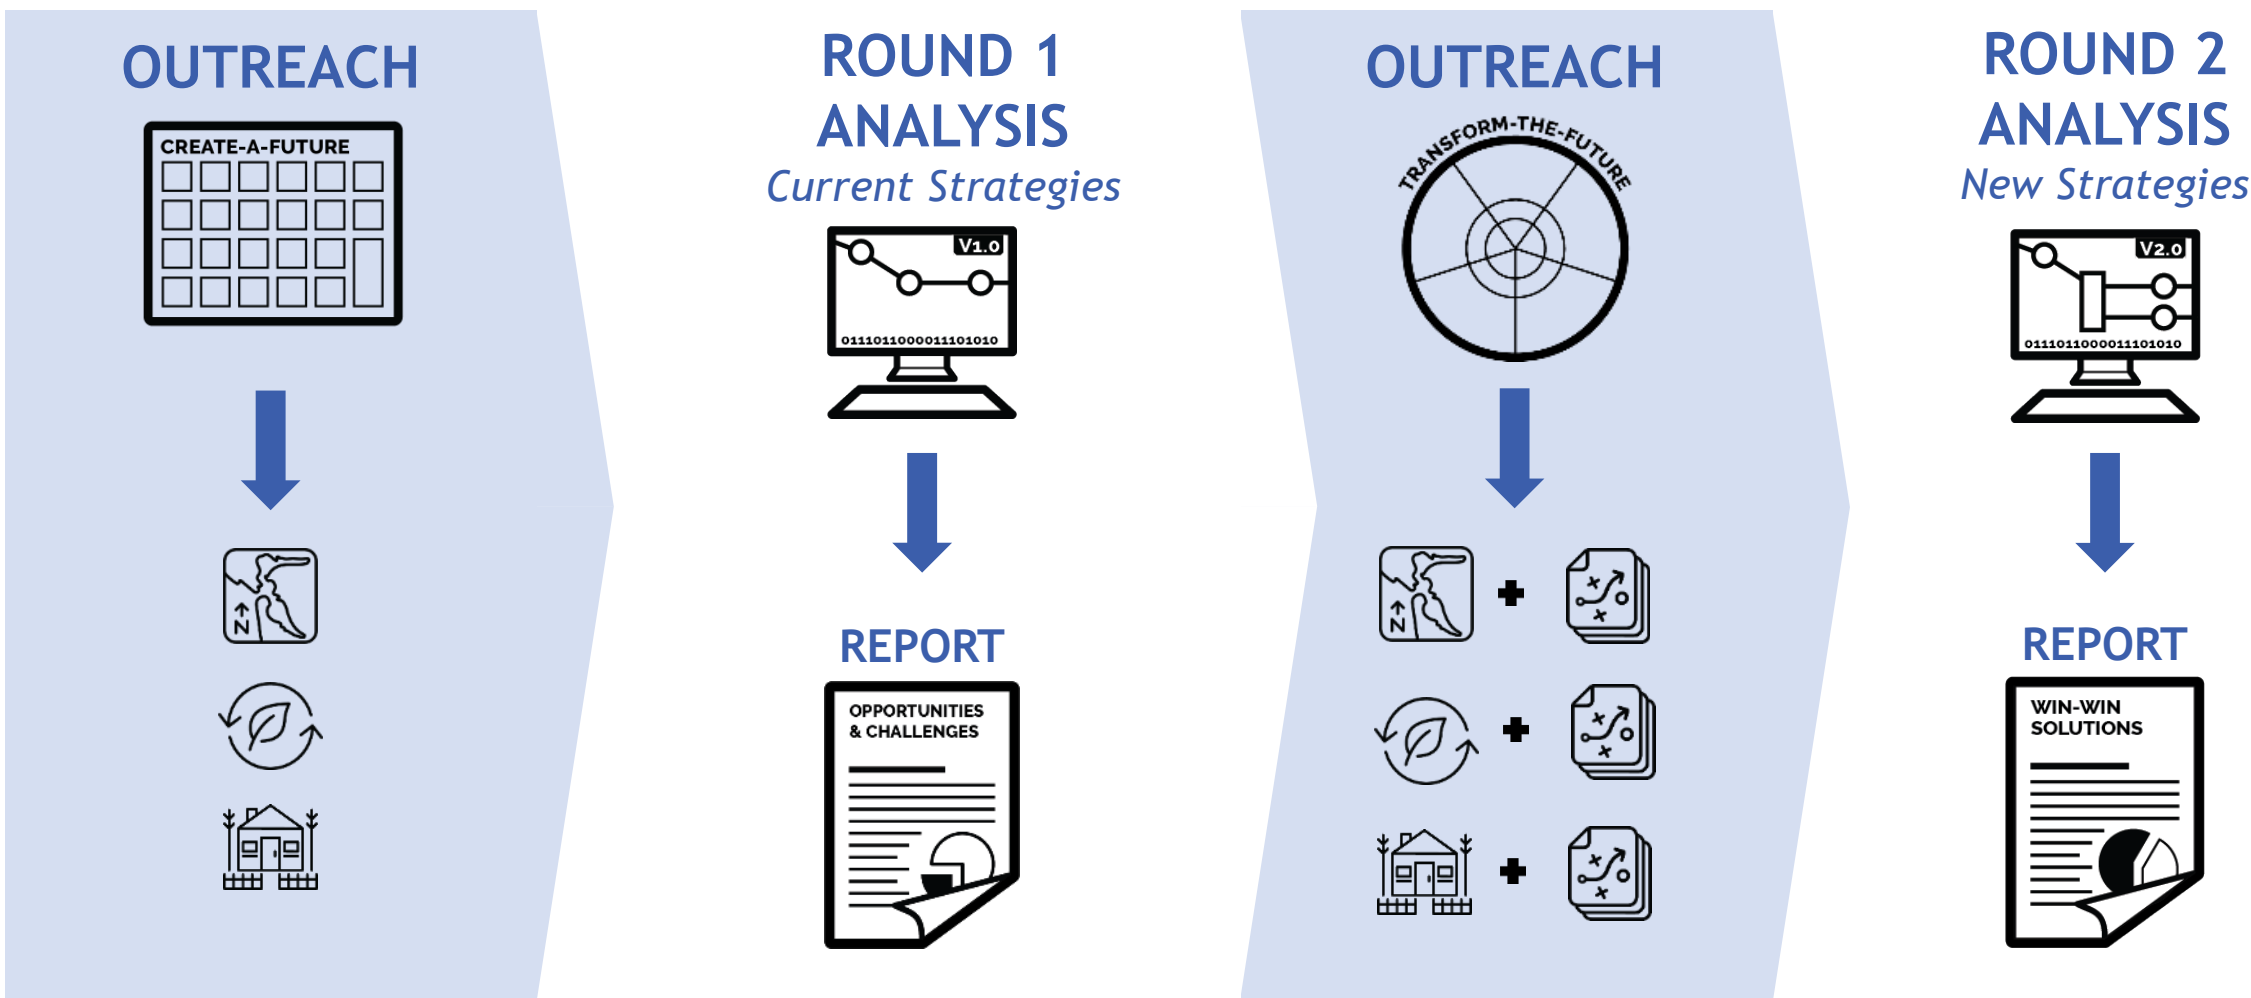 OUTREACH
CREATE-A-FUTURE
N
ROUND 1
ANALYSIS
Current Strategies
V1.0
0111011000011101010
REPORT
OPPORTUNITIES
& CHALLENGES
OUTREACH
TRANSFORM-THE-FUTURE
N
ROUND 2
ANALYSIS
New Strategies
V2.0
0111011000011101010
REPORT
WIN-WIN
SOLUTIONS